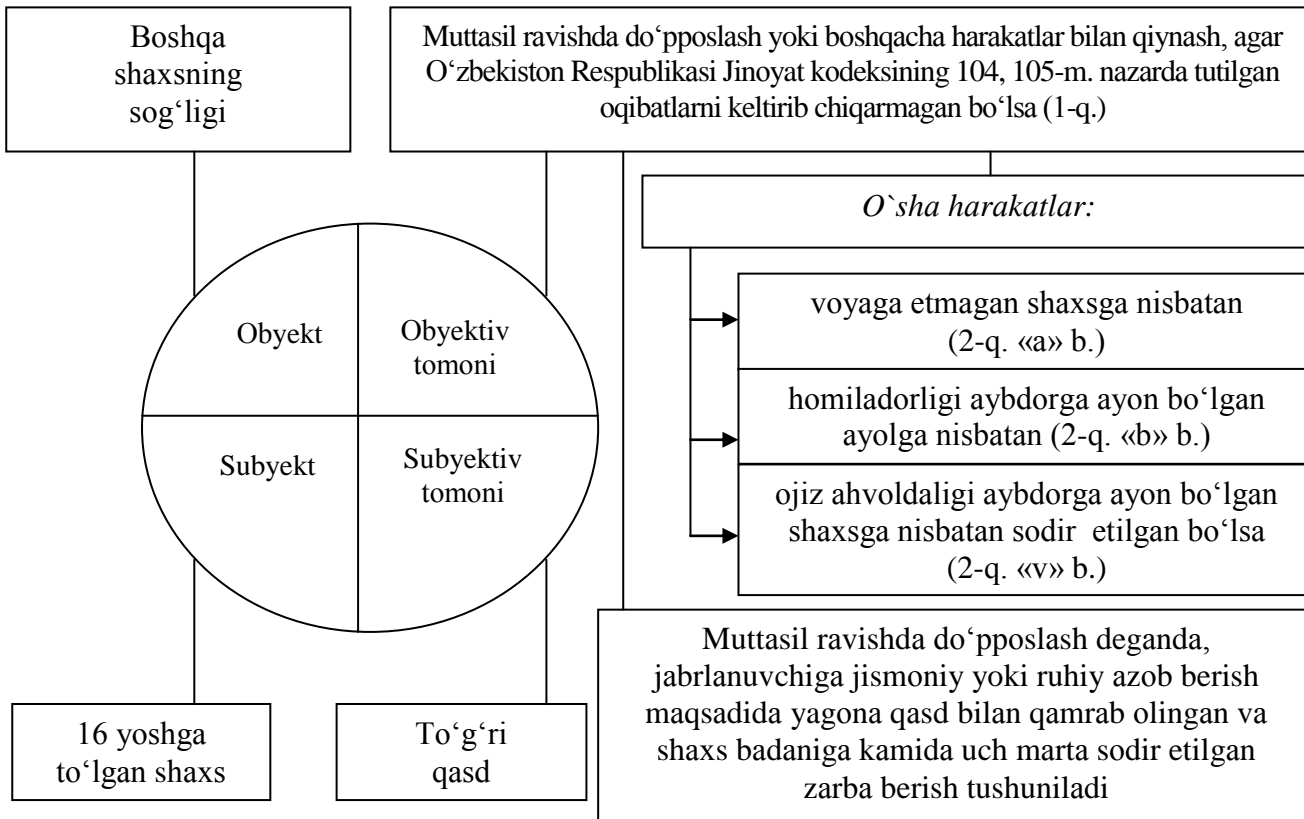 Boshqa
shaxsning
sog‘ligi
Muttasil ravishda do‘pposlash yoki boshqacha harakatlar bilan qiynash, agar
O‘zbekiston Respublikasi Jinoyat kodeksining 104, 105-m. nazarda tutilgan
oqibatlarni keltirib chiqarmagan bo‘lsa (1-q.)
O`sha harakatlar:
voyaga etmagan shaxsga nisbatan
(2-q. «a» b.)
homiladorligi aybdorga ayon bo‘lgan
ayolga nisbatan (2-q. «b» b.)
ojiz ahvoldaligi aybdorga ayon bo‘lgan
shaxsga nisbatan sodir etilgan bo‘lsa
(2-q. «v» b.)
Obyekt
Obyektiv
tomoni
Subyekt
Subyektiv
tomoni
16 yoshga
to‘lgan shaxs
To‘g‘ri
qasd
Muttasil ravishda do‘pposlash deganda,
jabrlanuvchiga jismoniy yoki ruhiy azob berish
maqsadida yagona qasd bilan qamrab olingan va
shaxs badaniga kamida uch marta sodir etilgan
zarba berish tushuniladi